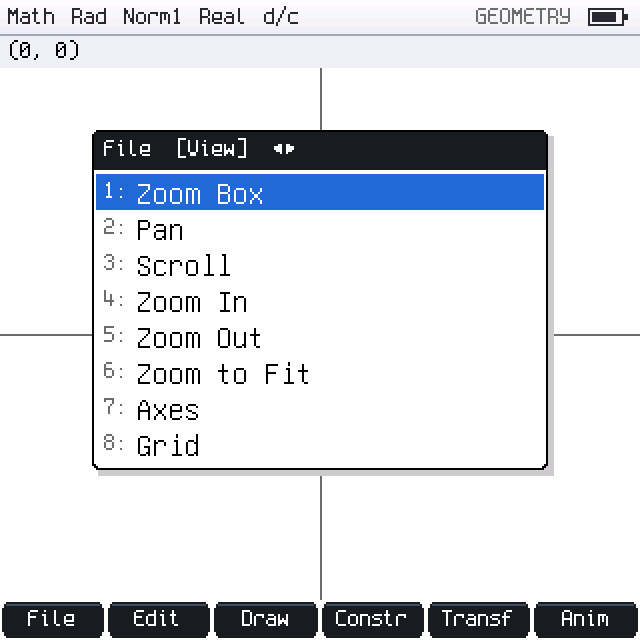 Math Rad Norm1 Real d/c GEOMETRY
(0, 0)
File [View]
1: Zoom Box
2: Pan
3: Scroll
4: Zoom In
5: Zoom Out
6: Zoom to Fit
7: Axes
8: Grid
File Edit Draw Constr Transf Anim